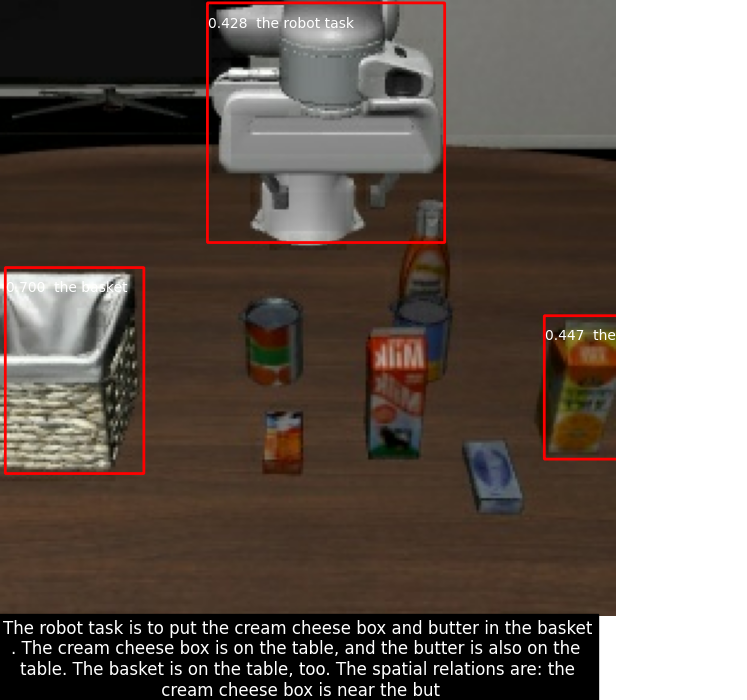 0.428 the robot task
0.700 the basket
0.447 the
Milk
The robot task is to put the cream cheese box and butter in the basket
. The cream cheese box is on the table, and the butter is also on the
table. The basket is on the table, too. The spatial relations are: the
cream cheese box is near the but